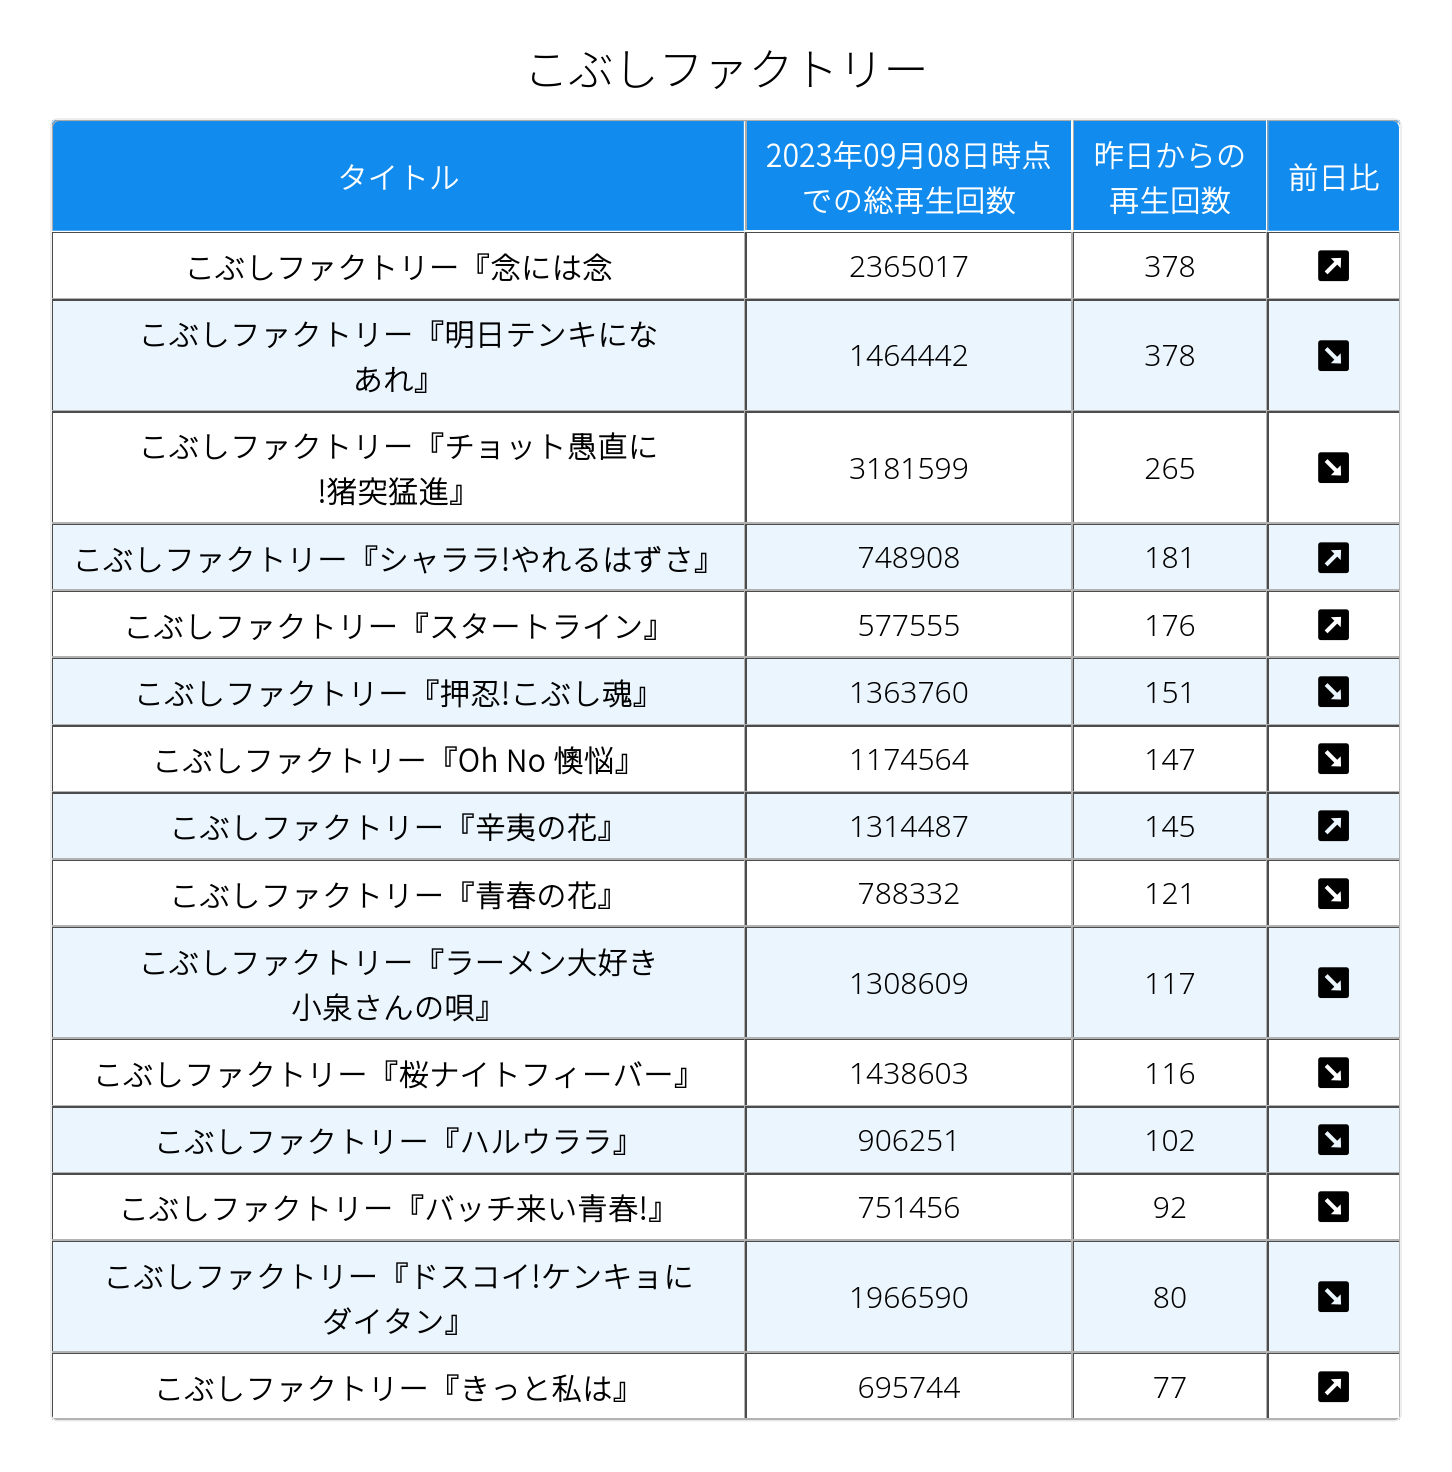 こぶしファクトリー
タイトル
2023年09月08日時点
での総再生回数
昨日からの
再生回数
前日比
こぶしファクトリー『念には念
2365017
378
こぶしファクトリー『明日テンキにな
あれ』
1464442
378
こぶしファクトリー『チョット愚直に
!猪突猛進』
3181599
265
こぶしファクトリー『シャララ!やれるはずさ』
748908
181
こぶしファクトリー『スタートライン』
577555
176
こぶしファクトリー『押忍!こぶし魂』
1363760
151
こぶしファクトリー『Oh No 懊悩』
1174564
147
こぶしファクトリー『辛夷の花』
1314487
145
こぶしファクトリー『青春の花』
788332
121
こぶしファクトリー『ラーメン大好き
小泉さんの唄』
1308609
117
こぶしファクトリー『桜ナイトフィーバー』
1438603
116
こぶしファクトリー『ハルウララ』
906251
102
こぶしファクトリー『バッチ来い青春!』
751456
92
こぶしファクトリー『ドスコイ!ケンキョに
ダイタン』
1966590
80
こぶしファクトリー『きっと私は』
695744
77